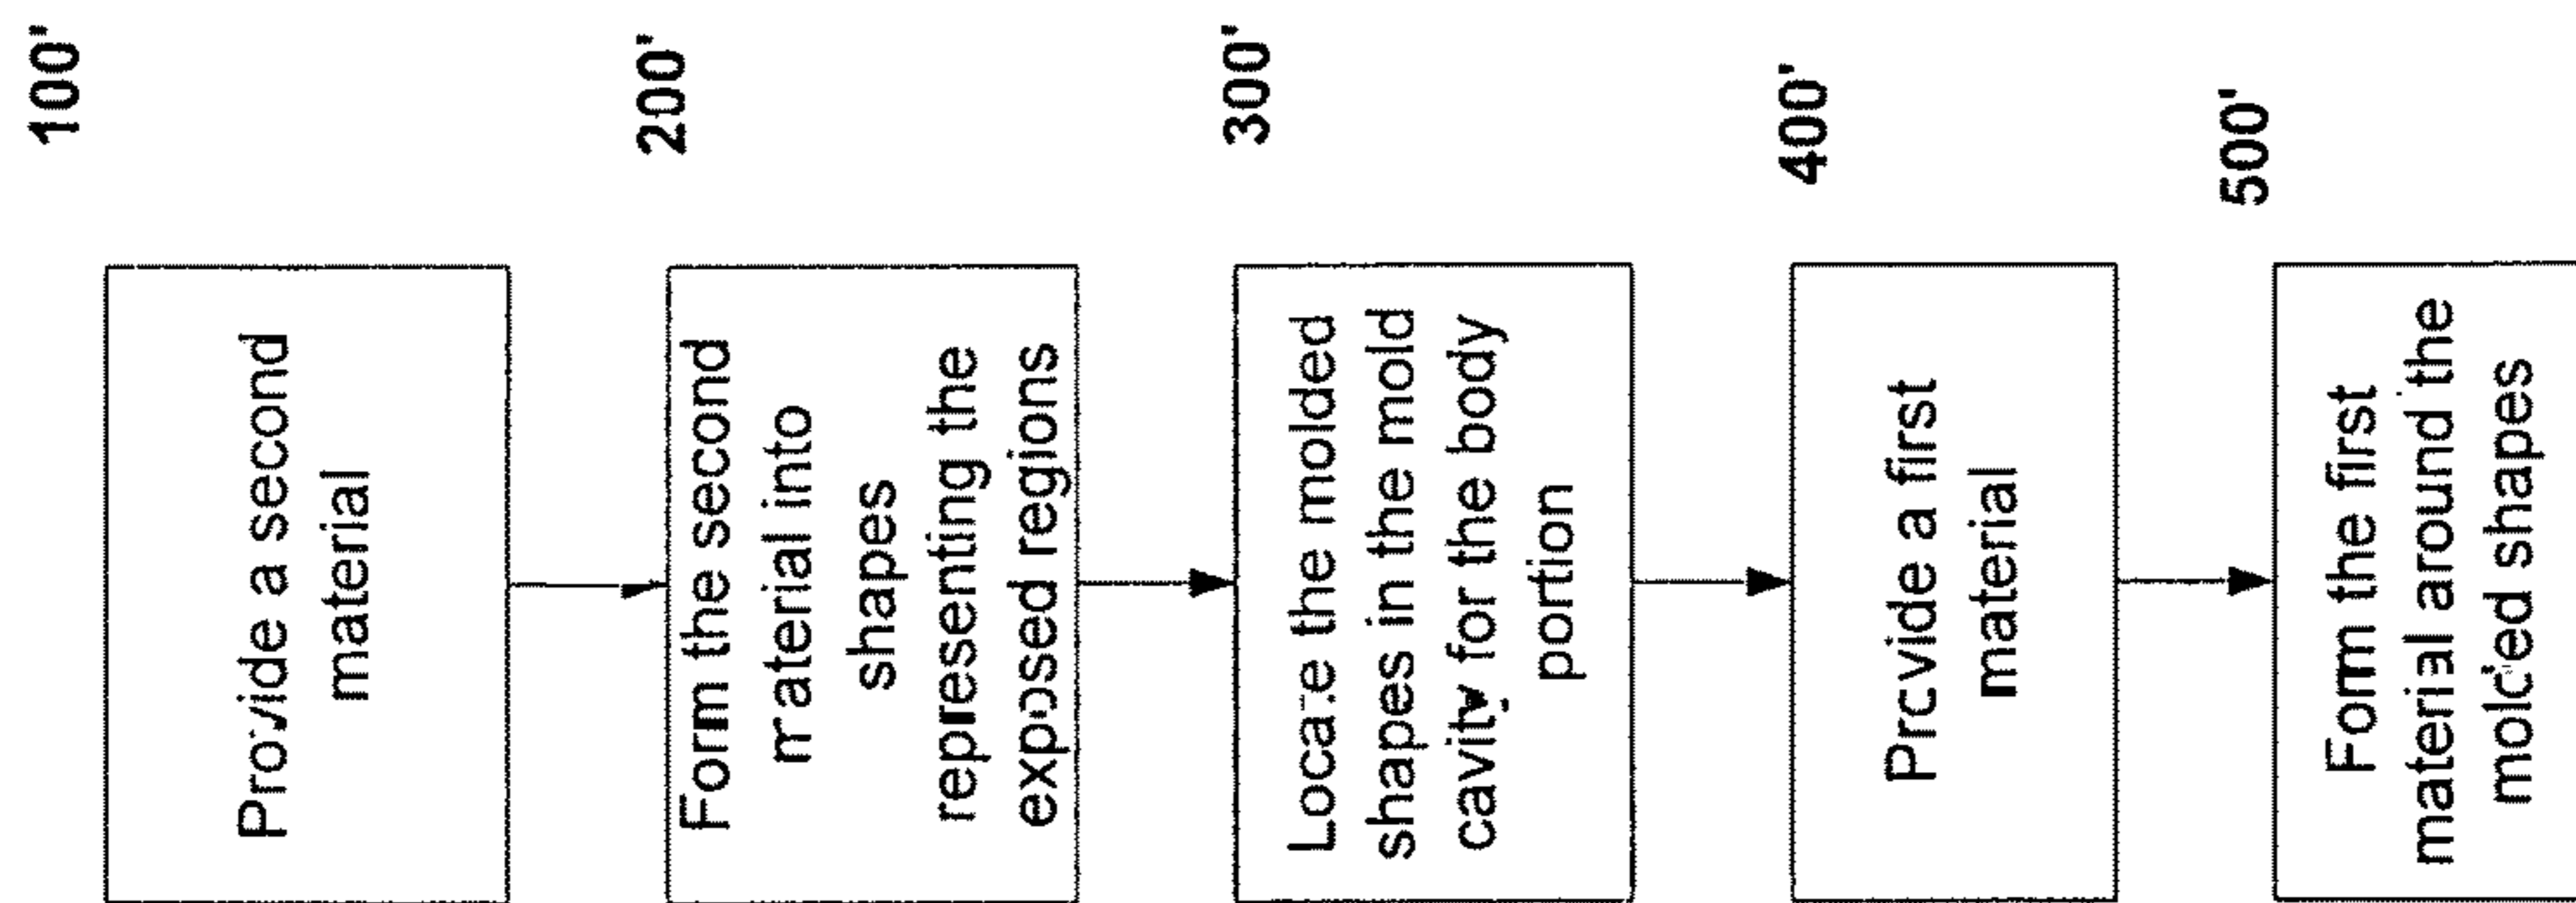 100'
Provide a second
material
200'
Form the second
material into
shapes
representing the
exposed regions
300'
Locate the molded
shapes in the mold
cavity for the body
portion
400'
Provide a first
material
500'
Form the first
material around the
molded shapes